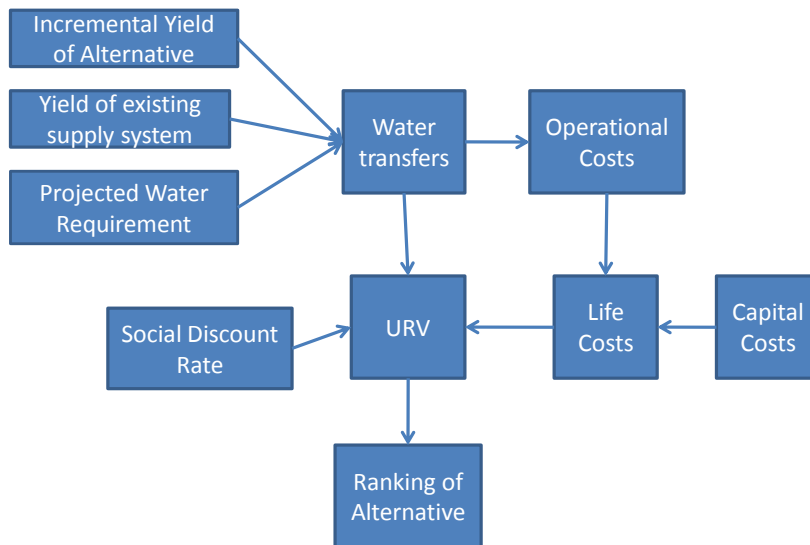 Incremental Yield
of Alternative
Yield of existing
supply system
Projected Water
Requirement
Water
transfers
Operational
Costs
Social Discount
Rate
URV
Life
Costs
Capital
Costs
Ranking of
Alternative